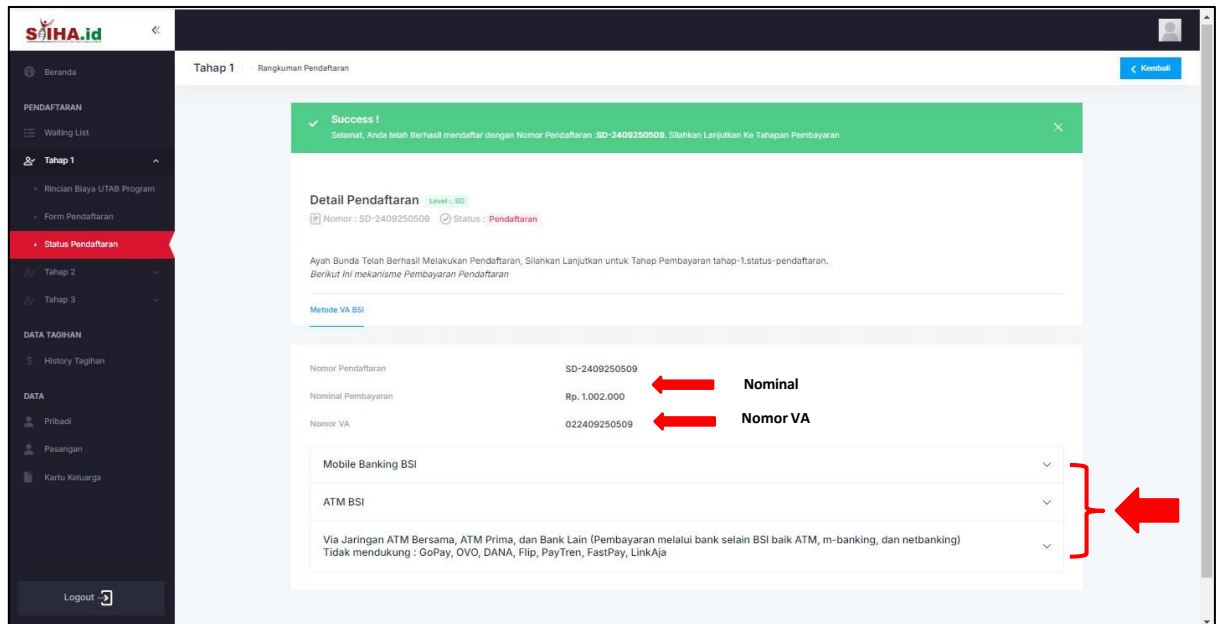 SAIHA.id
Beranda
PENDAFTARAN
Waiting List
Tahap 1
Rincian Biaya UTAB Program
Form Pendaftaran
Status Pendaftaran
Tahap 2
Tahap 3
DATA TAGIHAN
History Tagihan
DATA
Pribadi
Pasangan
Kartu Keluarga
Logout
Tahap 1 - Rangkuman Pendaftaran
Kembali
Success !
Selamat, Anda telah Berhasil mendaftar dengan Nomor Pendaftaran :SD-2409250509. Silahkan Lanjutkan Ke Tahapan Pembayaran
Detail Pendaftaran Level : SD
Nomor : SD-2409250509 Status : Pendaftaran
Ayah Bunda Telah Berhasil Melakukan Pendaftaran, Silahkan Lanjutkan untuk Tahap Pembayaran tahap-1.status-pendaftaran.
Berikut Ini mekanisme Pembayaran Pendaftaran
Metode VA BSI
Nomor Pendaftaran SD-2409250509
Nominal
Nominal Pembayaran Rp. 1.002.000
Nomor VA 022409250509 Nomor VA
Mobile Banking BSI
ATM BSI
Via Jaringan ATM Bersama, ATM Prima, dan Bank Lain (Pembayaran melalui bank selain BSI baik ATM, m-banking, dan netbanking)
Tidak mendukung : GoPay, OVO, DANA, Flip, PayTren, FastPay, LinkAja